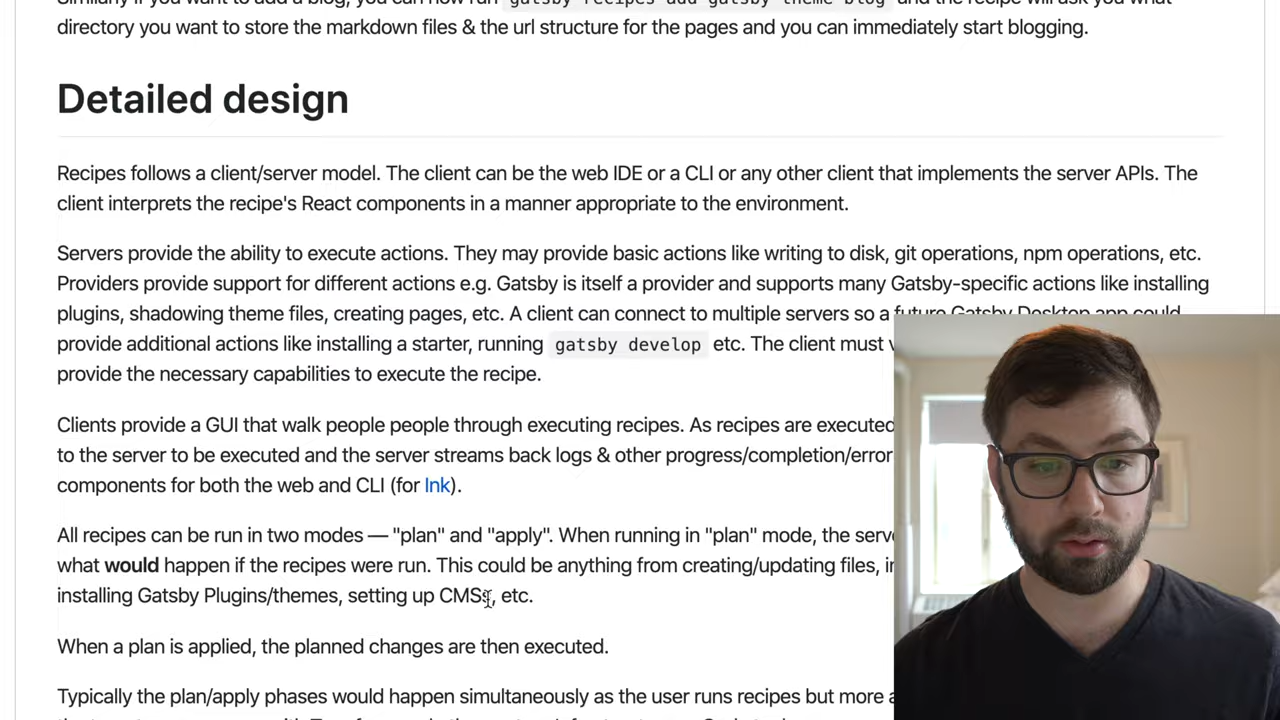 Similarly if you want to add a blog, you can now run gatsby recipes add gatsby-theme-blog and the recipe will ask you what
directory you want to store the markdown files & the url structure for the pages and you can immediately start blogging.
Detailed design
Recipes follows a client/server model. The client can be the web IDE or a CLI or any other client that implements the server APIs. The
client interprets the recipe's React components in a manner appropriate to the environment.
Servers provide the ability to execute actions. They may provide basic actions like writing to disk, git operations, npm operations, etc.
Providers provide support for different actions e.g. Gatsby is itself a provider and supports many Gatsby-specific actions like installing
plugins, shadowing theme files, creating pages, etc. A client can connect to multiple servers so a future Gatsby Desktop app could
provide additional actions like installing a starter, running gatsby develop etc. The client must
provide the necessary capabilities to execute the recipe.
Clients provide a GUI that walk people people through executing recipes. As recipes are executed
to the server to be executed and the server streams back logs & other progress/completion/error
components for both the web and CLI (for Ink).
All recipes can be run in two modes — "plan" and "apply". When running in "plan" mode, the
what would happen if the recipes were run. This could be anything from creating/updating files,
installing Gatsby Plugins/themes, setting up CMSs, etc.
When a plan is applied, the planned changes are then executed.
Typically the plan/apply phases would happen simultaneously as the user runs recipes but more